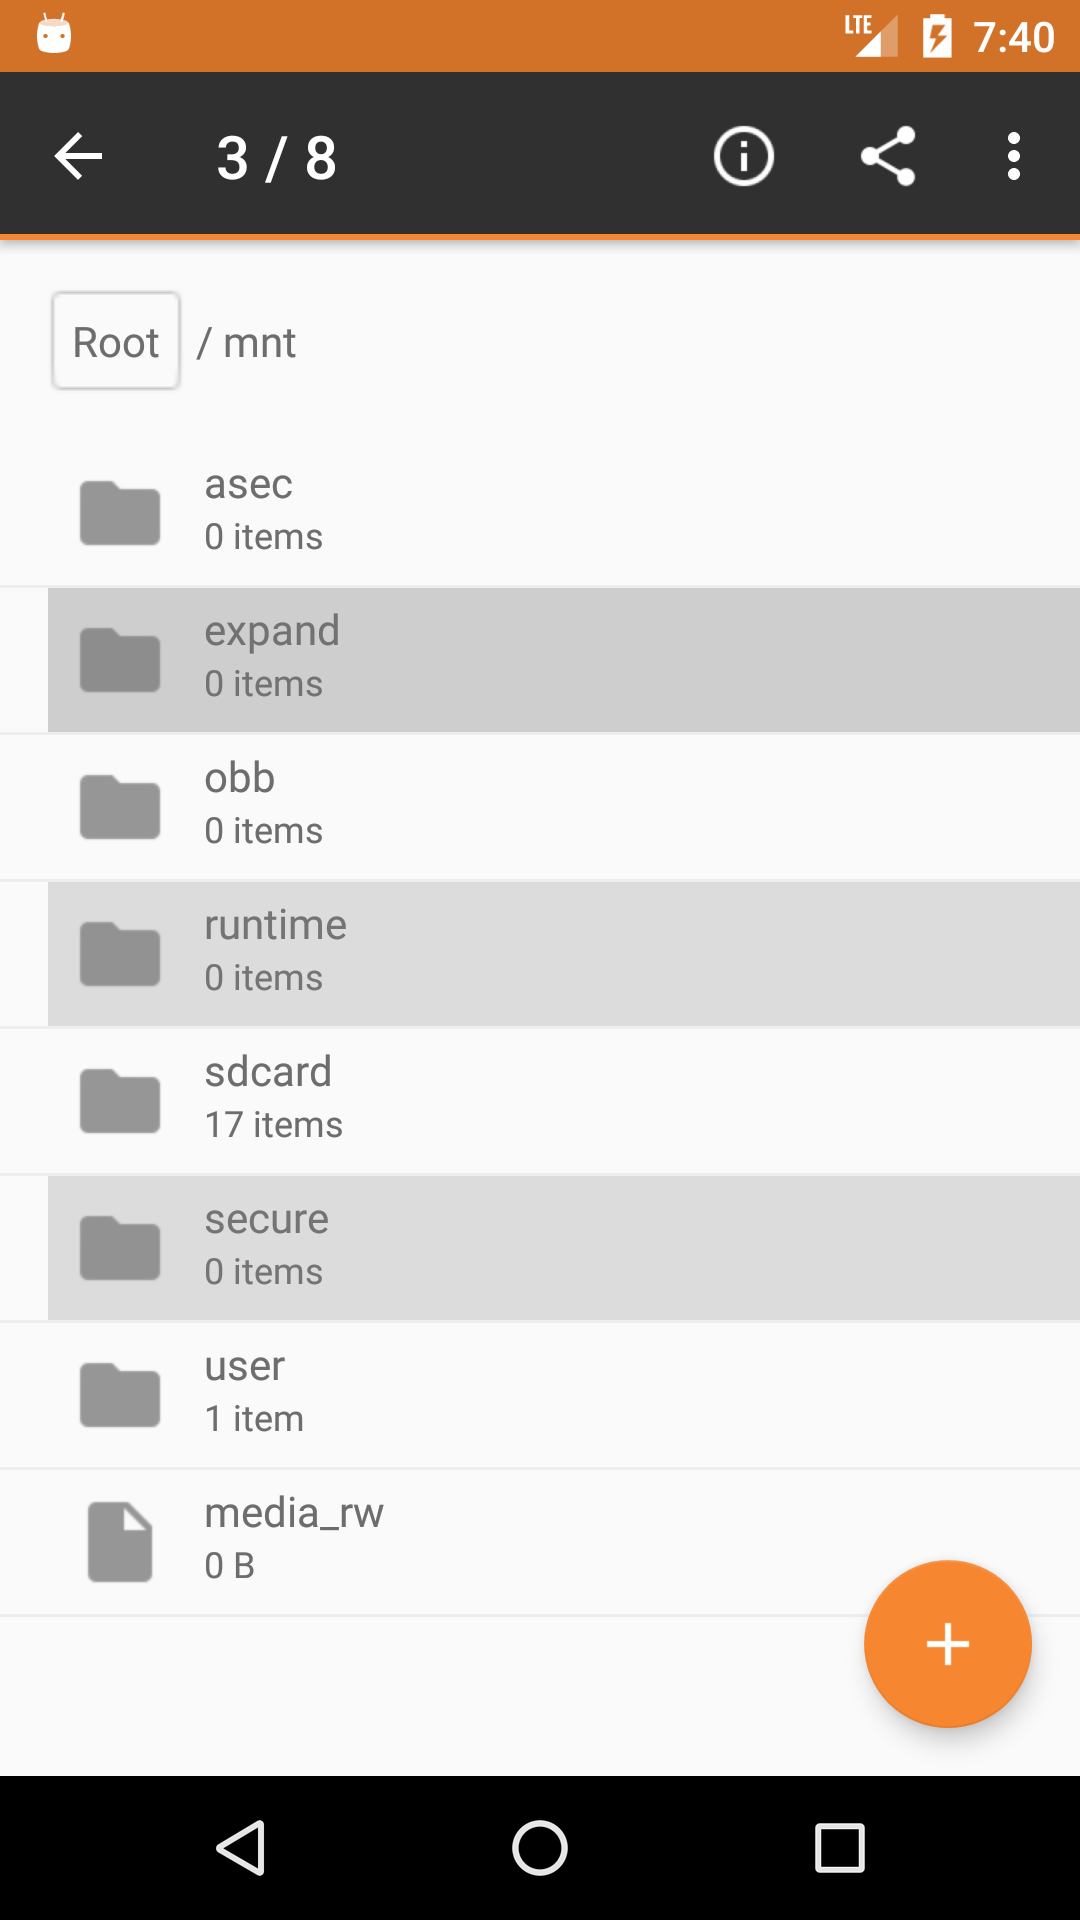 LTE 7:40
3 / 8
Root / mnt
asec
0 items
expand
0 items
obb
0 items
runtime
0 items
sdcard
17 items
secure
0 items
user
1 item
media_rw
0 B